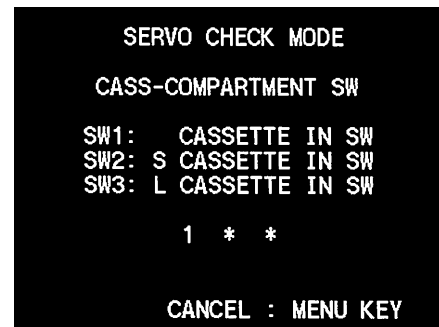 SERVO CHECK MODE
CASS-COMPARTMENT SW
SW1: CASSETTE IN SW
SW2: S CASSETTE IN SW
SW3: L CASSETTE IN SW
1 * *
CANCEL : MENU KEY